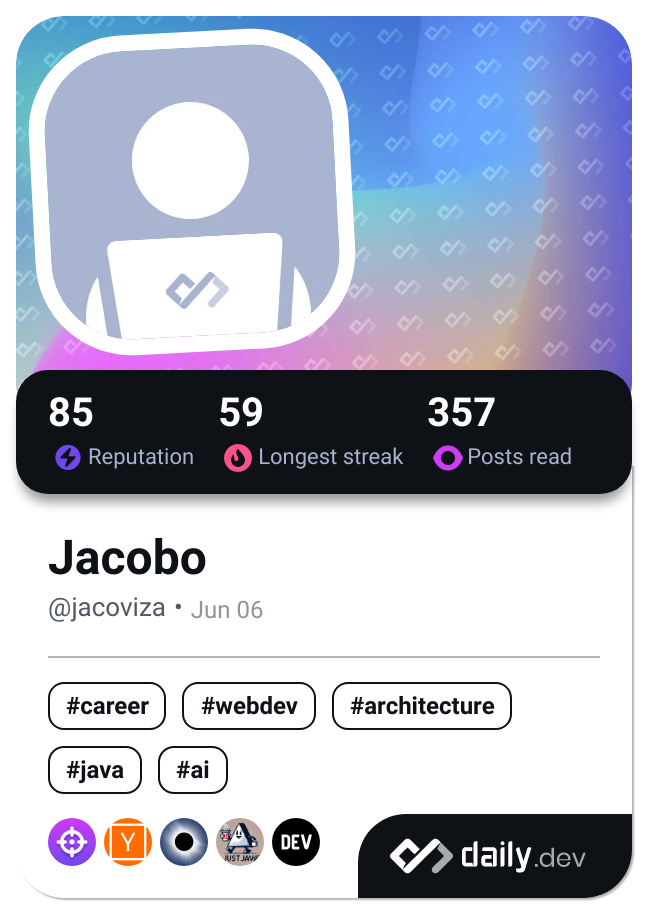 85 59 357
Reputation Longest streak Posts read
Jacobo
@jacoviza • Jun 06
#career #webdev #architecture
#java #ai
Y JUST JAVA DEV
daily.dev